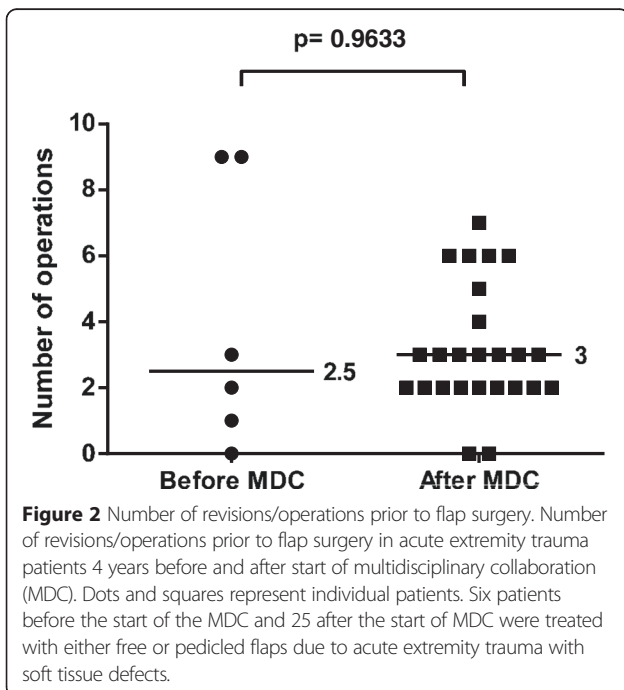 p= 0.9633
10
8
6
4
2
0
Number of operations
2.5
3
Before MDC
After MDC
Figure 2 Number of revisions/operations prior to flap surgery. Number
of revisions/operations prior to flap surgery in acute extremity trauma
patients 4 years before and after start of multidisciplinary collaboration
(MDC). Dots and squares represent individual patients. Six patients
before the start of the MDC and 25 after the start of MDC were treated
with either free or pedicled flaps due to acute extremity trauma with
soft tissue defects.